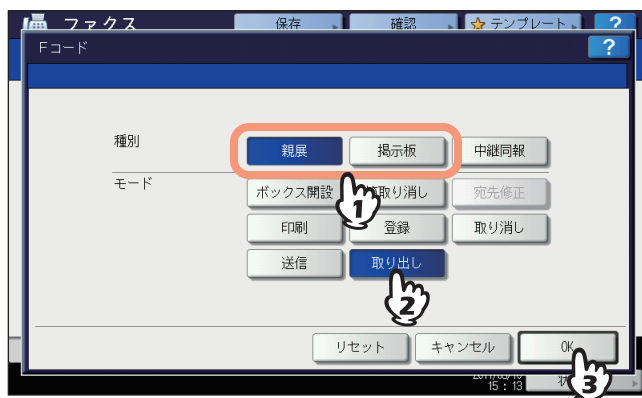 ファクス 保存 確認 テンプレート ?
Fコード ?
種別 親展 掲示板 中継同報
モード ボックス開設 取り消し 宛先修正
1
印刷 登録 取り消し
送信 取り出し
2
リセット キャンセル OK
15:13
3